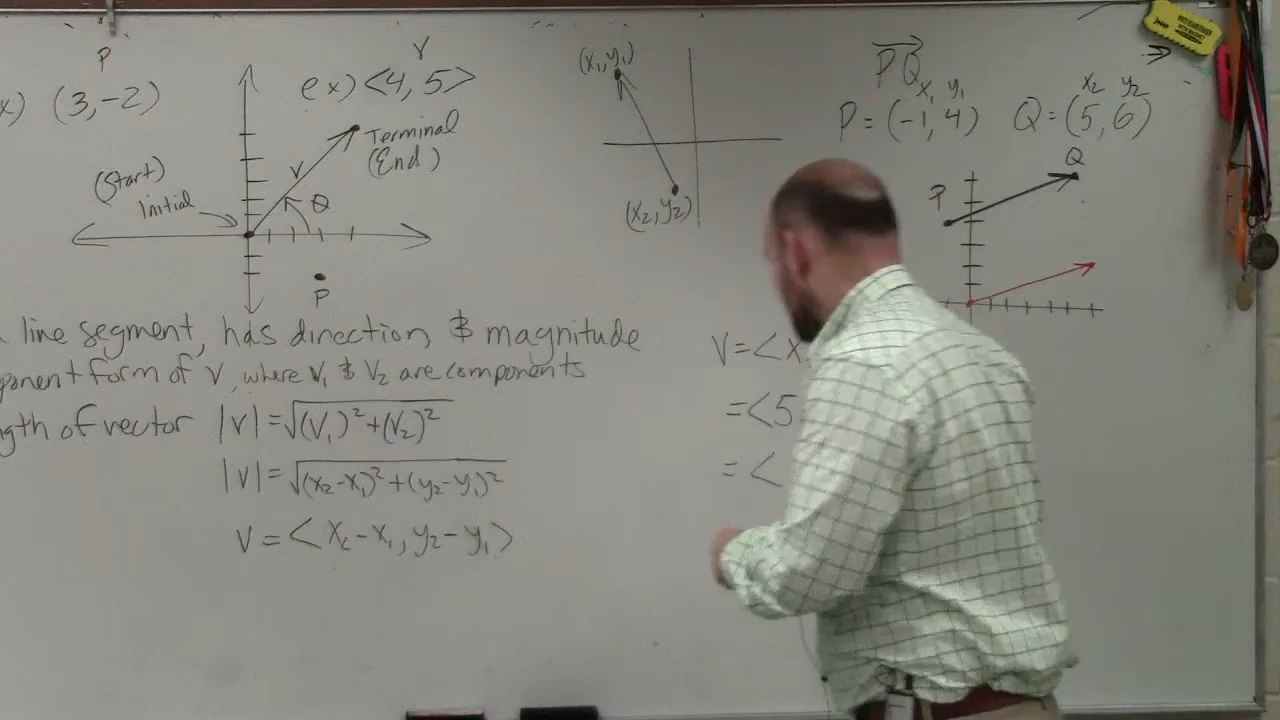 P
x) (3,-2)
V
ex) <4, 5>
Terminal
(End)
V
θ
(Start)
Initial
P
line segment, has direction, & magnitude
ponent form of V, where V₁ & V₂ are components
ngth of vector |V| = √(V₁)²+(V₂)²
|V| = √(x₂-x₁)²+(y₂-y₁)²
V = <x₂-x₁, y₂-y₁>
(x₁, y₁)
(x₂, y₂)
PQ
x₁ y₁ x₂ y₂
P = (-1, 4) Q = (5, 6)
P
Q
V = <x
= <5
= <